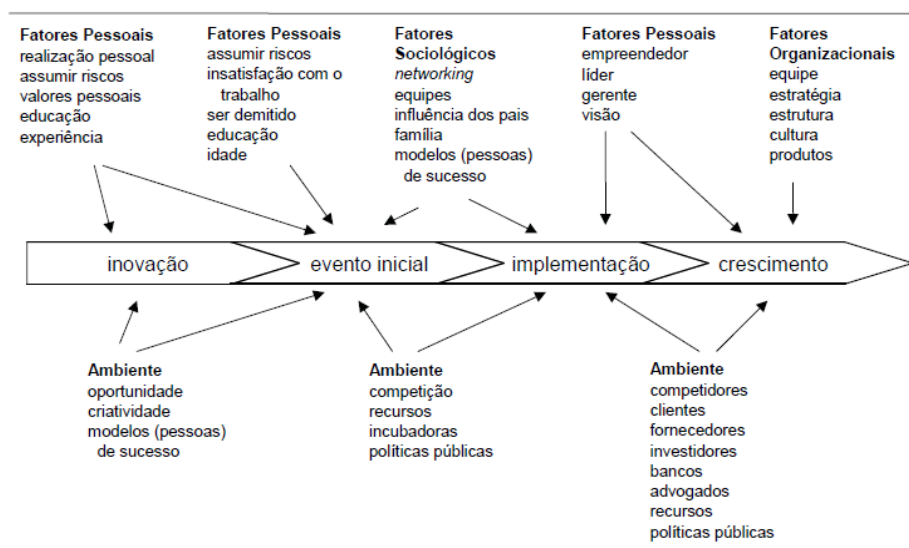 Fatores Pessoais
realização pessoal
assumir riscos
valores pessoais
educação
experiência
Fatores Pessoais
assumir riscos
insatisfação com o
trabalho
ser demitido
educação
idade
Fatores
Sociológicos
networking
equipes
influência dos pais
família
modelos (pessoas)
de sucesso
Fatores Pessoais
empreendedor
líder
gerente
visão
Fatores
Organizacionais
equipe
estratégia
estrutura
cultura
produtos
inovação
evento inicial
implementação
crescimento
Ambiente
oportunidade
criatividade
modelos (pessoas)
de sucesso
Ambiente
competição
recursos
incubadoras
políticas públicas
Ambiente
competidores
clientes
fornecedores
investidores
bancos
advogados
recursos
políticas públicas